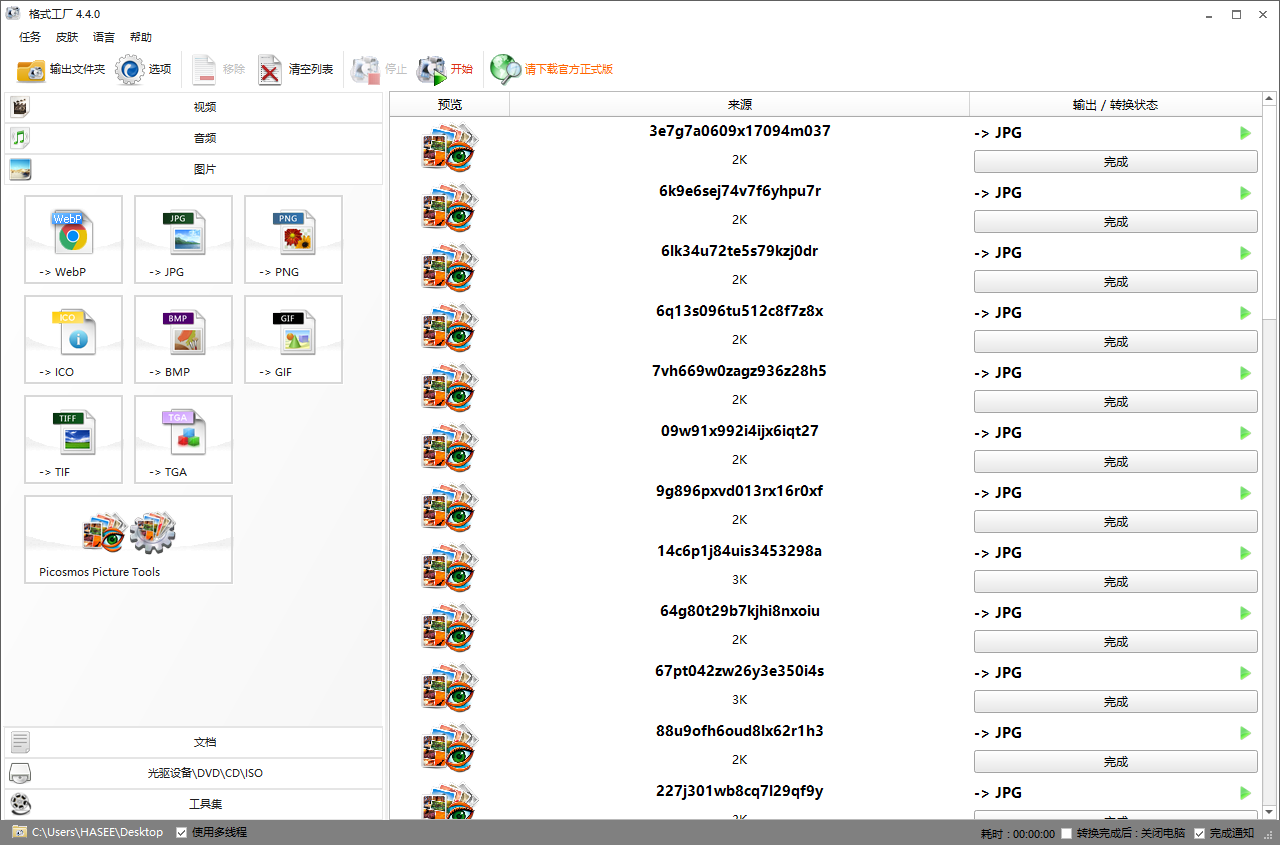 格式工厂 4.4.0
任务 皮肤 语言 帮助
输出文件夹 选项 移除 清空列表 停止 开始 请下载官方正式版
视频
音频
图片
WebP
-> WebP
JPG
-> JPG
PNG
-> PNG
ICO
-> ICO
BMP
-> BMP
GIF
-> GIF
TIFF
-> TIF
TGA
-> TGA
Picosmos Picture Tools
文档
光驱设备\DVD\CD\ISO
工具集
预览 来源 输出 / 转换状态
3e7g7a0609x17094m037 -> JPG
2K 完成
6k9e6sej74v7f6yhpu7r -> JPG
2K 完成
6lk34u72te5s79kzj0dr -> JPG
2K 完成
6q13s096tu512c8f7z8x -> JPG
2K 完成
7vh669w0zagz936z28h5 -> JPG
2K 完成
09w91x992i4ijx6iqt27 -> JPG
2K 完成
9g896pxvd013rx16r0xf -> JPG
2K 完成
14c6p1j84uis3453298a -> JPG
3K 完成
64g80t29b7kjhi8nxoiu -> JPG
2K 完成
67pt042zw26y3e350i4s -> JPG
3K 完成
88u9ofh6oud8lx62r1h3 -> JPG
2K 完成
227j301wb8cq7l29qf9y -> JPG
C:\Users\HASEE\Desktop 使用多线程 耗时 : 00:00:00 转换完成后 : 关闭电脑 完成通知